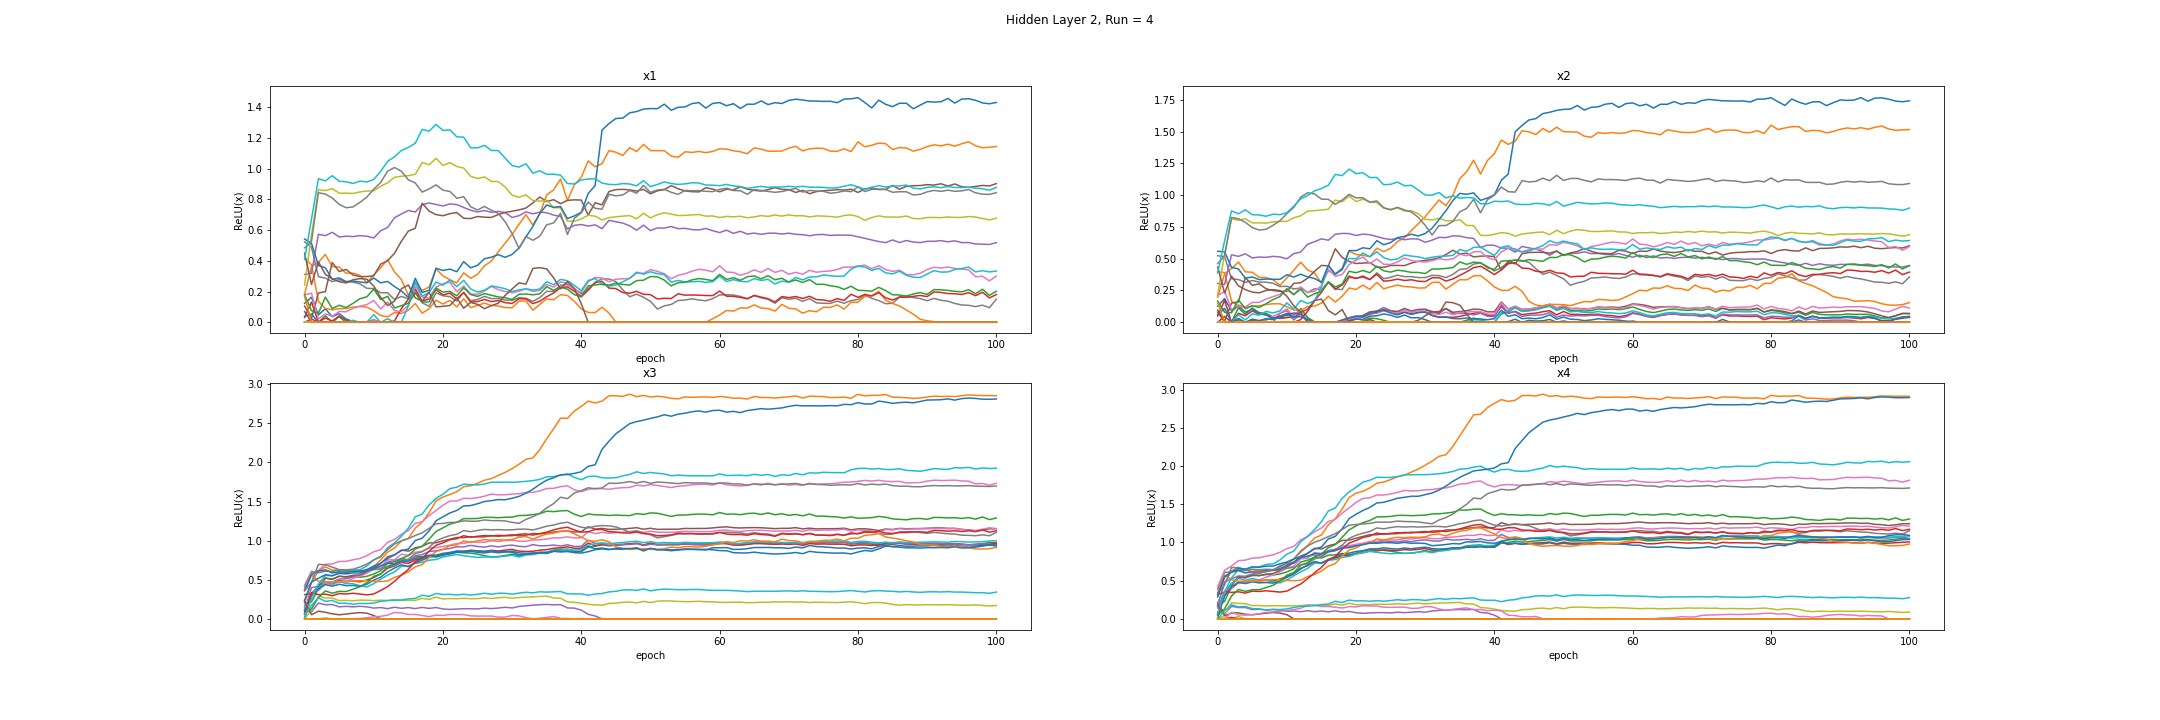 Hidden Layer 2, Run = 4
x1
ReLU(x)
1.4
1.2
1.0
0.8
0.6
0.4
0.2
0.0
0 20 40 60 80 100
epoch
x2
ReLU(x)
1.75
1.50
1.25
1.00
0.75
0.50
0.25
0.00
0 20 40 60 80 100
epoch
x3
ReLU(x)
3.0
2.5
2.0
1.5
1.0
0.5
0.0
0 20 40 60 80 100
epoch
x4
ReLU(x)
3.0
2.5
2.0
1.5
1.0
0.5
0.0
0 20 40 60 80 100
epoch